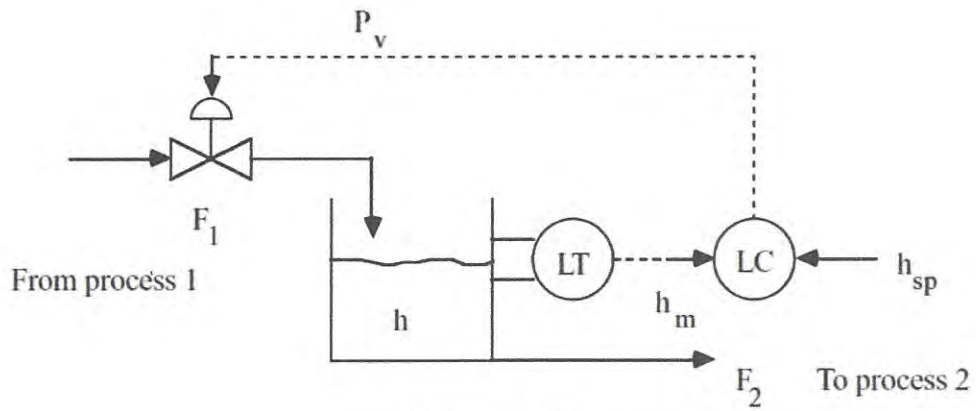 P_v
F_1
From process 1
h
LT
h_m
LC
h_sp
F_2
To process 2